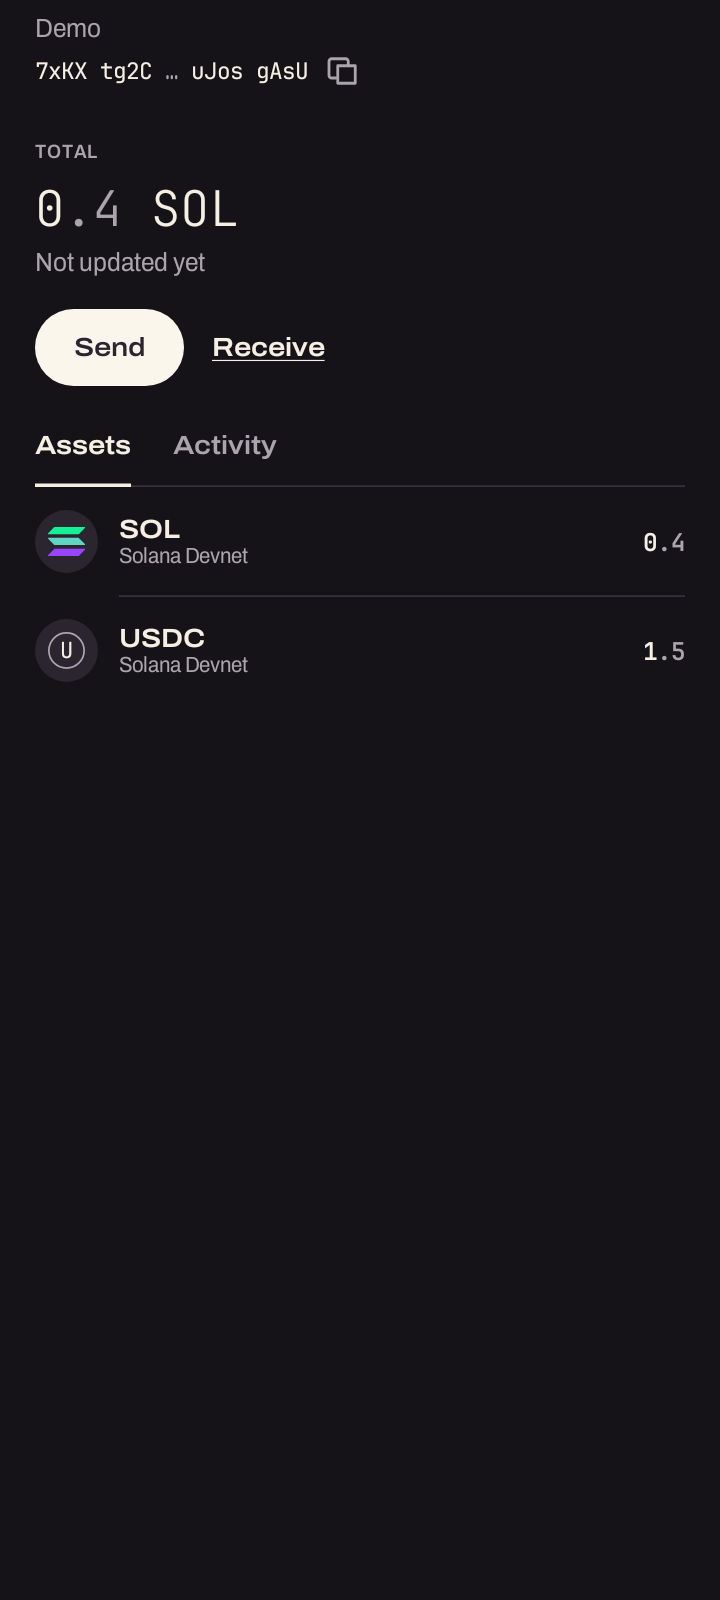 Demo
7xKX tg2C … uJos gAsU
TOTAL
0.4 SOL
Not updated yet
Send Receive
Assets Activity
SOL
Solana Devnet
0.4
U
USDC
Solana Devnet
1.5